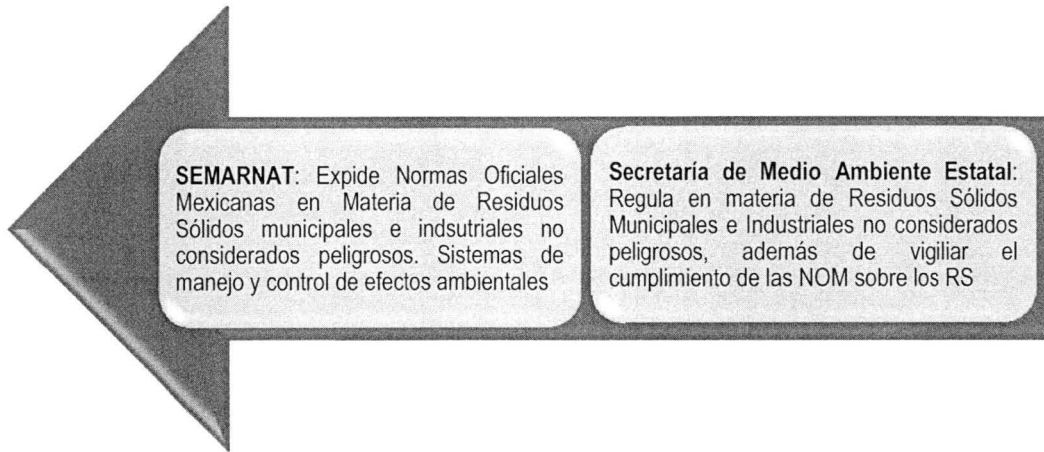 SEMARNAT: Expide Normas Oficiales
Mexicanas en Materia de Residuos
Sólidos municipales e indsutriales no
considerados peligrosos. Sistemas de
manejo y control de efectos ambientales
Secretaría de Medio Ambiente Estatal:
Regula en materia de Residuos Sólidos
Municipales e Industriales no considerados
peligrosos, además de vigiliar el
cumplimiento de las NOM sobre los RS